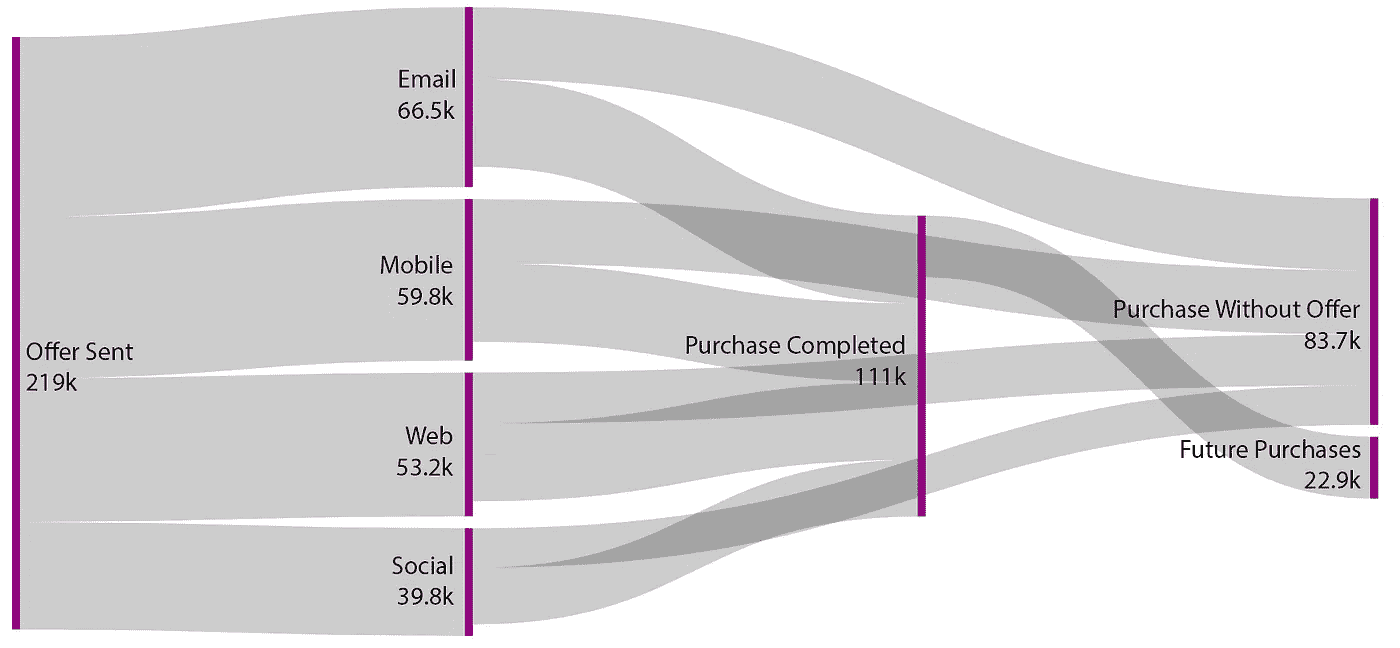 Offer Sent
219k
Email
66.5k
Mobile
59.8k
Web
53.2k
Social
39.8k
Purchase Completed
111k
Purchase Without Offer
83.7k
Future Purchases
22.9k